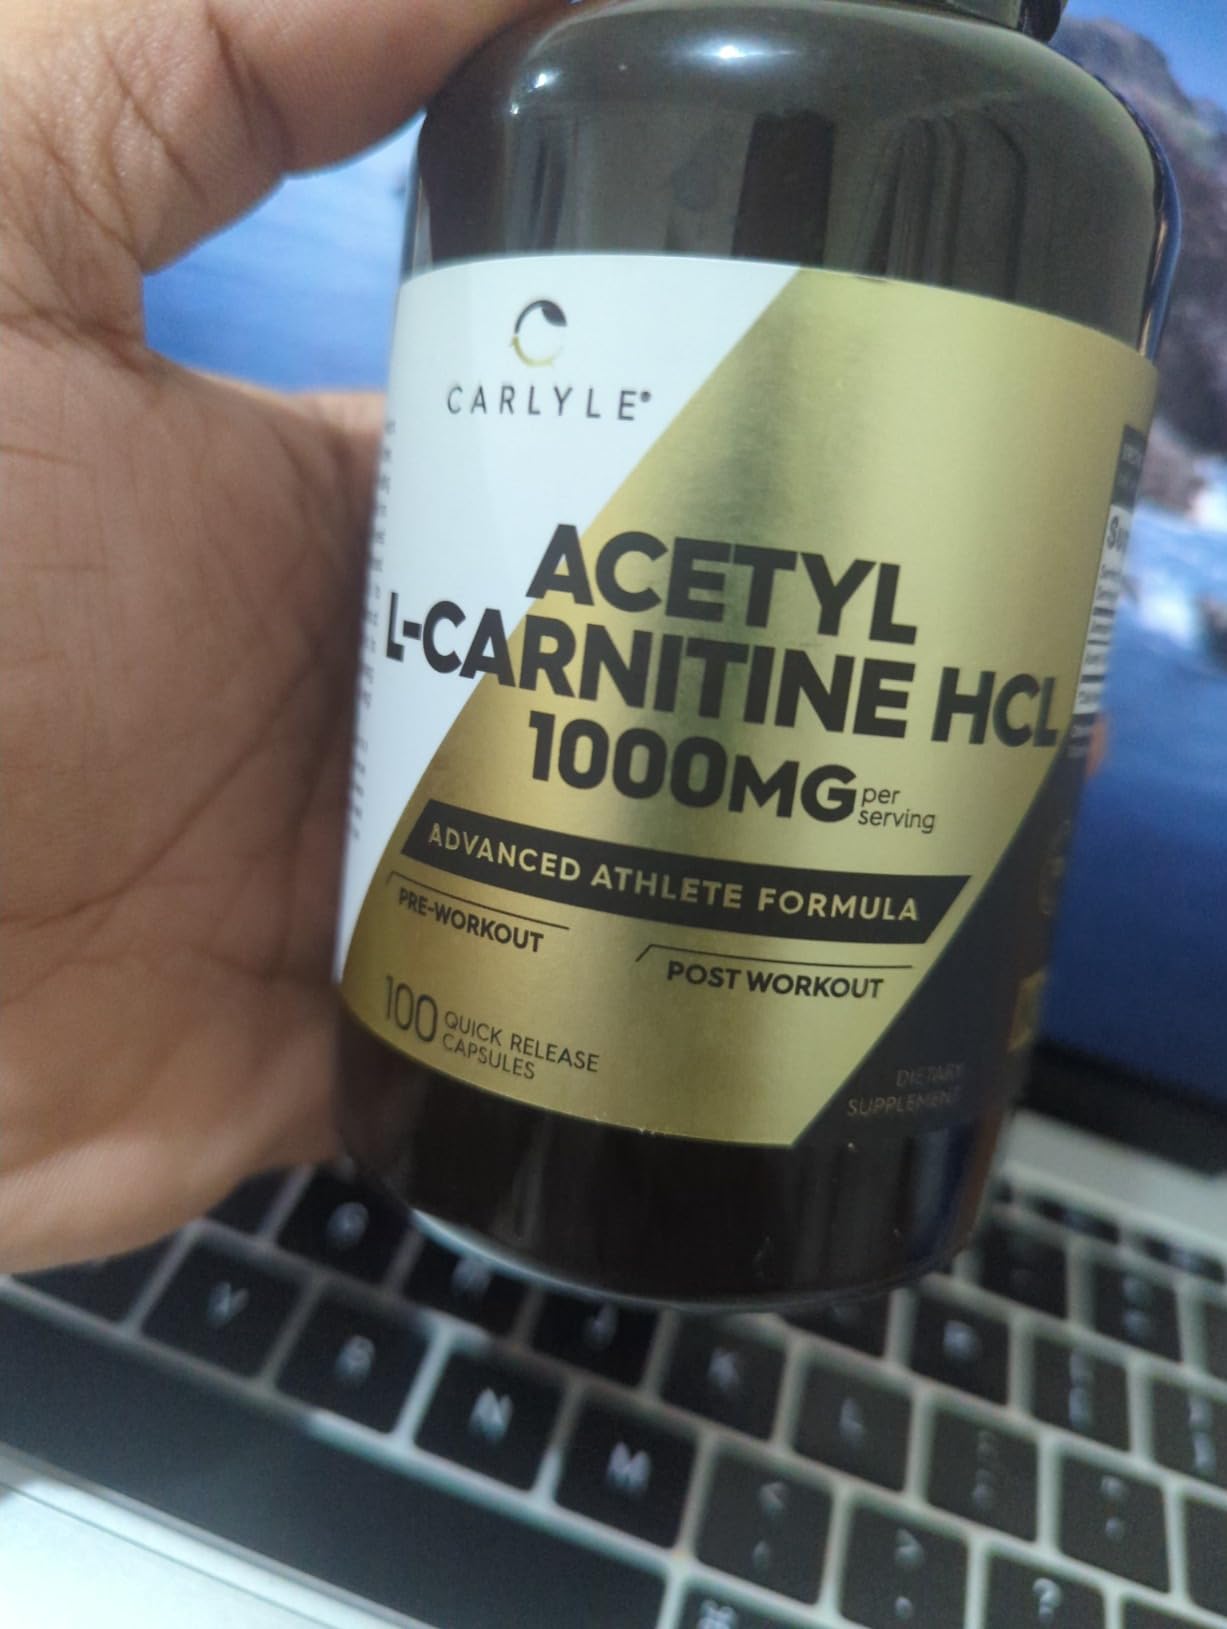 CARLYLE®
ACETYL
L-CARNITINE HCL
1000MG per serving
ADVANCED ATHLETE FORMULA
PRE-WORKOUT
POST WORKOUT
100 QUICK RELEASE
CAPSULES
DIETARY
SUPPLEMENT
V
B
N
M
J
K
L
?